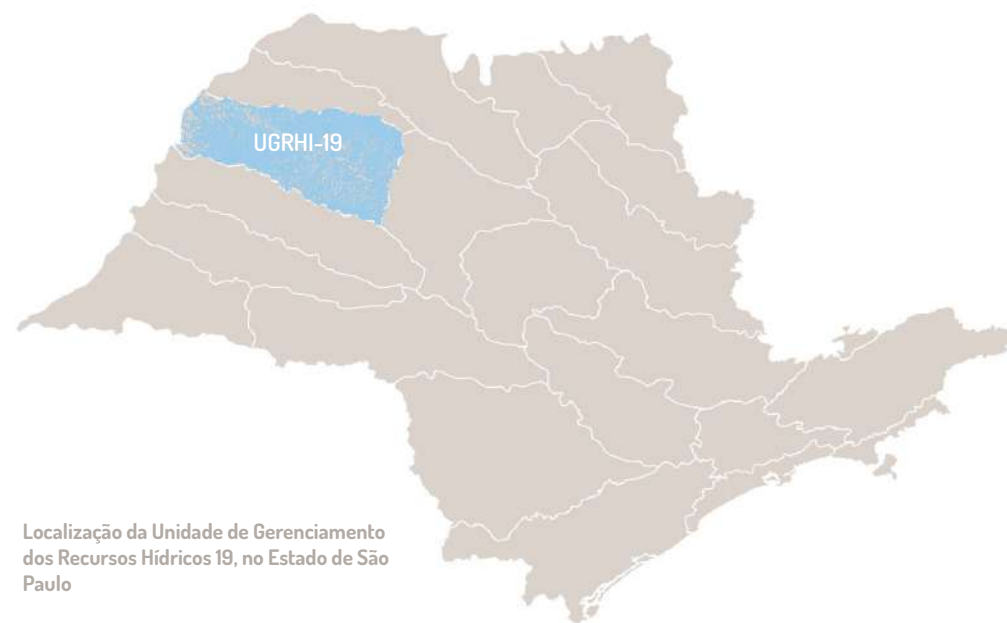 UGRHI-19
Localização da Unidade de Gerenciamento
dos Recursos Hídricos 19, no Estado de São
Paulo